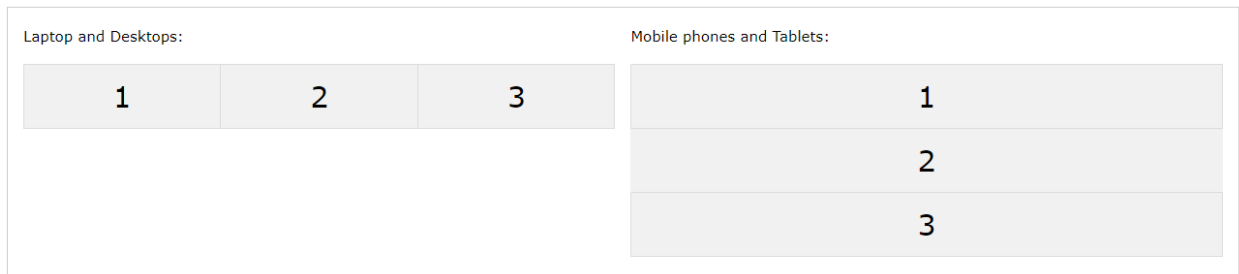 Laptop and Desktops:
1 2 3
Mobile phones and Tablets:
1
2
3